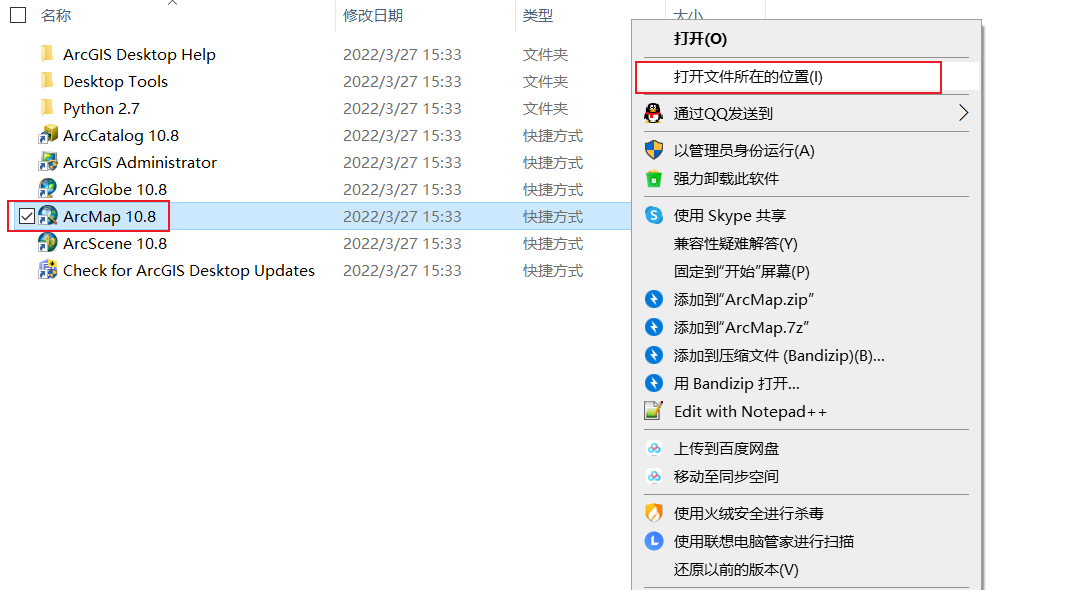 名称 修改日期 类型 大小
ArcGIS Desktop Help 2022/3/27 15:33 文件夹
Desktop Tools 2022/3/27 15:33 文件夹
Python 2.7 2022/3/27 15:33 文件夹
ArcCatalog 10.8 2022/3/27 15:33 快捷方式
ArcGIS Administrator 2022/3/27 15:33 快捷方式
ArcGlobe 10.8 2022/3/27 15:33 快捷方式
ArcMap 10.8 2022/3/27 15:33 快捷方式
ArcScene 10.8 2022/3/27 15:33 快捷方式
Check for ArcGIS Desktop Updates 2022/3/27 15:33 快捷方式
打开(O)
打开文件所在的位置(I)
通过QQ发送到
以管理员身份运行(A)
强力卸载此软件
使用 Skype 共享
兼容性疑难解答(Y)
固定到“开始”屏幕(P)
添加到“ArcMap.zip”
添加到“ArcMap.7z”
添加到压缩文件 (Bandizip)(B)...
用 Bandizip 打开...
Edit with Notepad++
上传到百度网盘
移动至同步空间
使用火绒安全进行杀毒
使用联想电脑管家进行扫描
还原以前的版本(V)